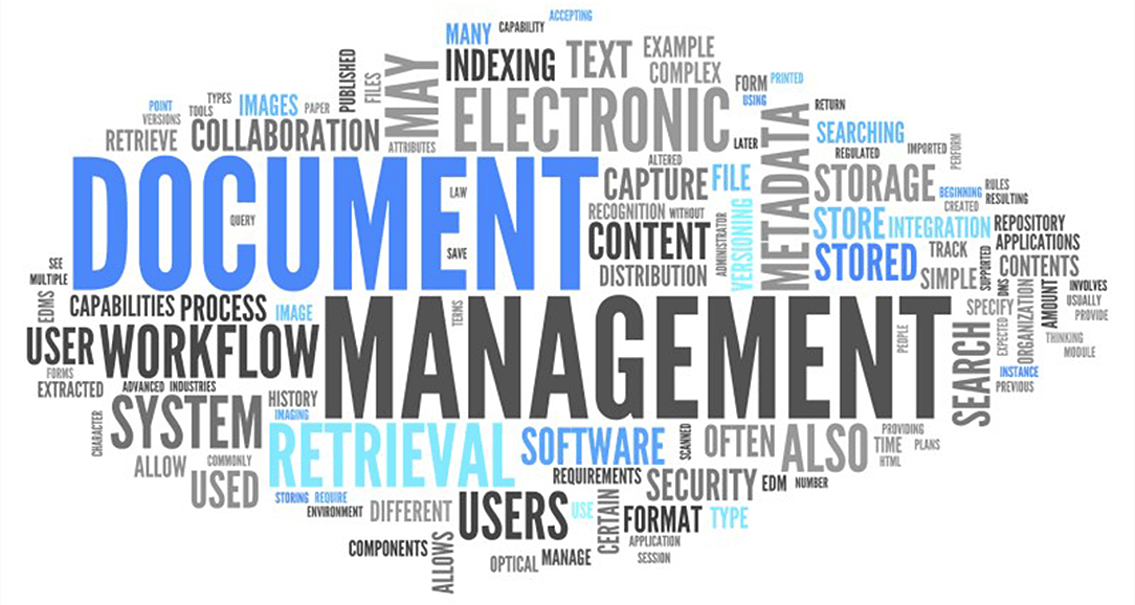 ACCEPTING
MANY
CAPABILITY
INDEXING
TEXT
EXAMPLE
COMPLEX
PUBLISHED
FILES
MAY
ELECTRONIC
FORM
PRINTED
USING
POINT
VERSIONS
TYPES
TOOLS
IMAGES
PAPER
RETRIEVE
COLLABORATION
ATTRIBUTES
LATER
METADATA
RETURN
SEARCHING
REGULATED
IMPORTED
PERFORM
DOCUMENT
QUERY
LAW
SAVE
ALTERED
CAPTURE
FILE
RECOGNITION
WITHOUT
CONTENT
DISTRIBUTION
ADMINISTRATOR
VERSIONING
STORAGE
BEGINNING
CREATED
RULES
RESULTING
STORE
INTEGRATION
REPOSITORY
STORED
TRACK
APPLICATIONS
SIMPLE
SUPPORTED
CONTENTS
SEE
MULTIPLE
EDMS
CAPABILITIES
PROCESS
IMAGE
TERMS
MANAGEMENT
PEOPLE
SPECIFY
DMS
EXPECTED
ORGANIZATION
AMOUNT
INVOLVES
USUALLY
PROVIDE
THINKING
MODULE
USER
WORKFLOW
FORMS
EXTRACTED
ADVANCED
INDUSTRIES
SEARCH
INSTANCE
PREVIOUS
CHARACTER
SYSTEM
HISTORY
IMAGING
RETRIEVAL
SOFTWARE
SCANNED
OFTEN
ALSO
PROVIDING
TIME
PLANS
HTML
ALLOW
COMMONLY
USED
REQUIREMENTS
SECURITY
EDM
NUMBER
STORING
REQUIRE
ENVIRONMENT
DIFFERENT
USERS
USE
CERTAIN
FORMAT
TYPE
APPLICATION
SESSION
COMPONENTS
ALLOWS
OPTICAL
MANAGE